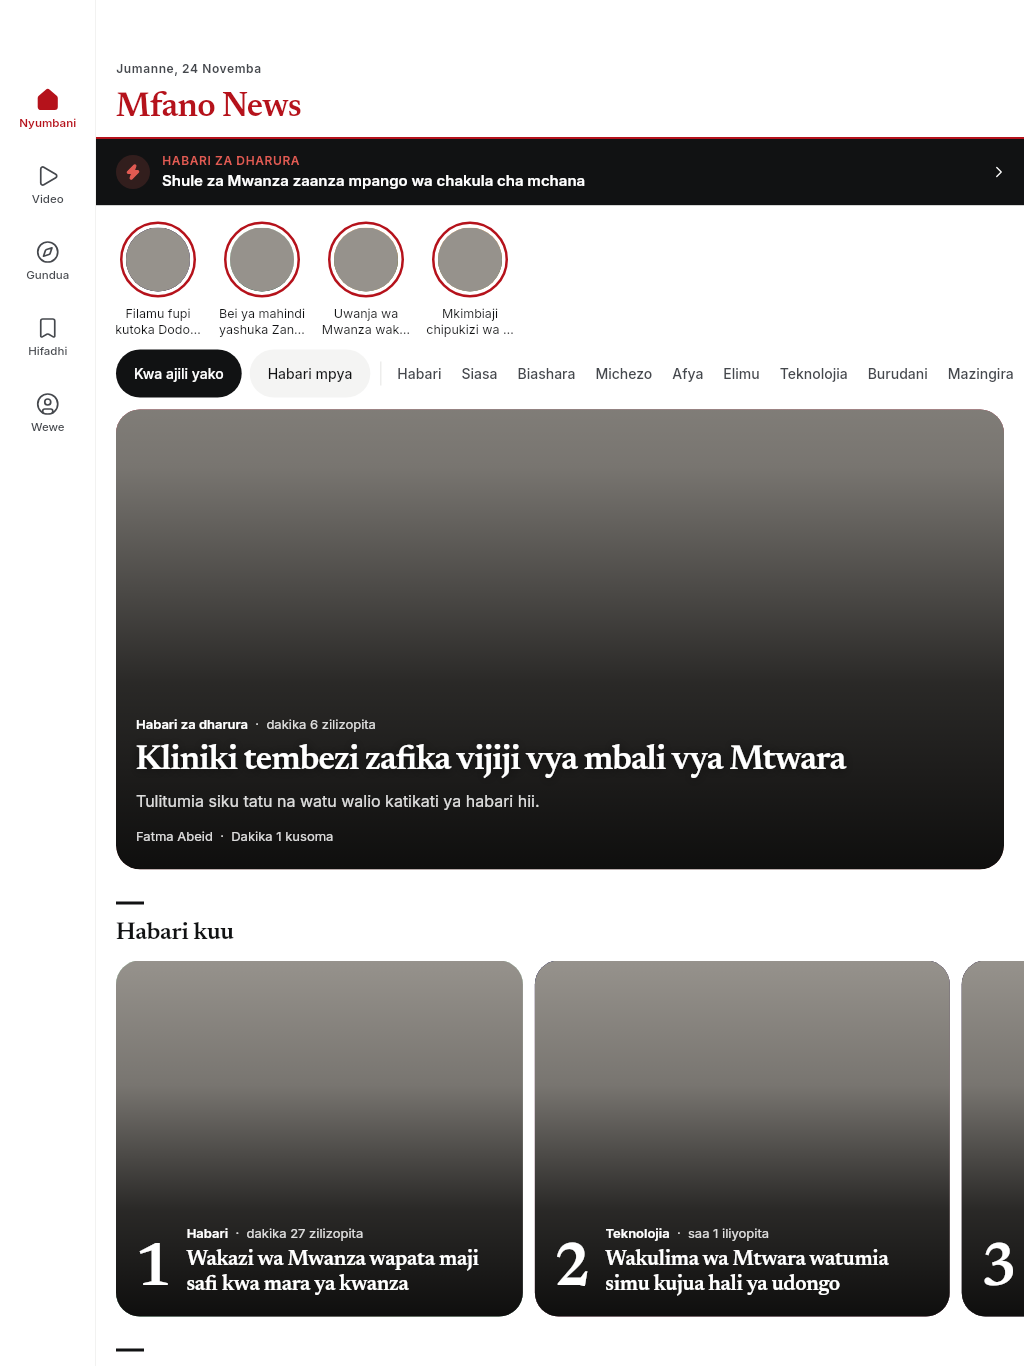 Jumanne, 24 Novemba
Mfano News
Nyumbani
Video
Gundua
Hifadhi
Wewe
HABARI ZA DHARURA
Shule za Mwanza zaanza mpango wa chakula cha mchana
Filamu fupi
kutoka Dodo...
Bei ya mahindi
yashuka Zan...
Uwanja wa
Mwanza wak...
Mkimbiaji
chipukizi wa ...
Kwa ajili yako
Habari mpya
Habari
Siasa
Biashara
Michezo
Afya
Elimu
Teknolojia
Burudani
Mazingira
Habari za dharura · dakika 6 zilizopita
Kliniki tembezi zafika vijiji vya mbali vya Mtwara
Tulitumia siku tatu na watu walio katikati ya habari hii.
Fatma Abeid · Dakika 1 kusoma
Habari kuu
1
Habari · dakika 27 zilizopita
Wakazi wa Mwanza wapata maji
safi kwa mara ya kwanza
2
Teknolojia · saa 1 iliyopita
Wakulima wa Mtwara watumia
simu kujua hali ya udongo
3